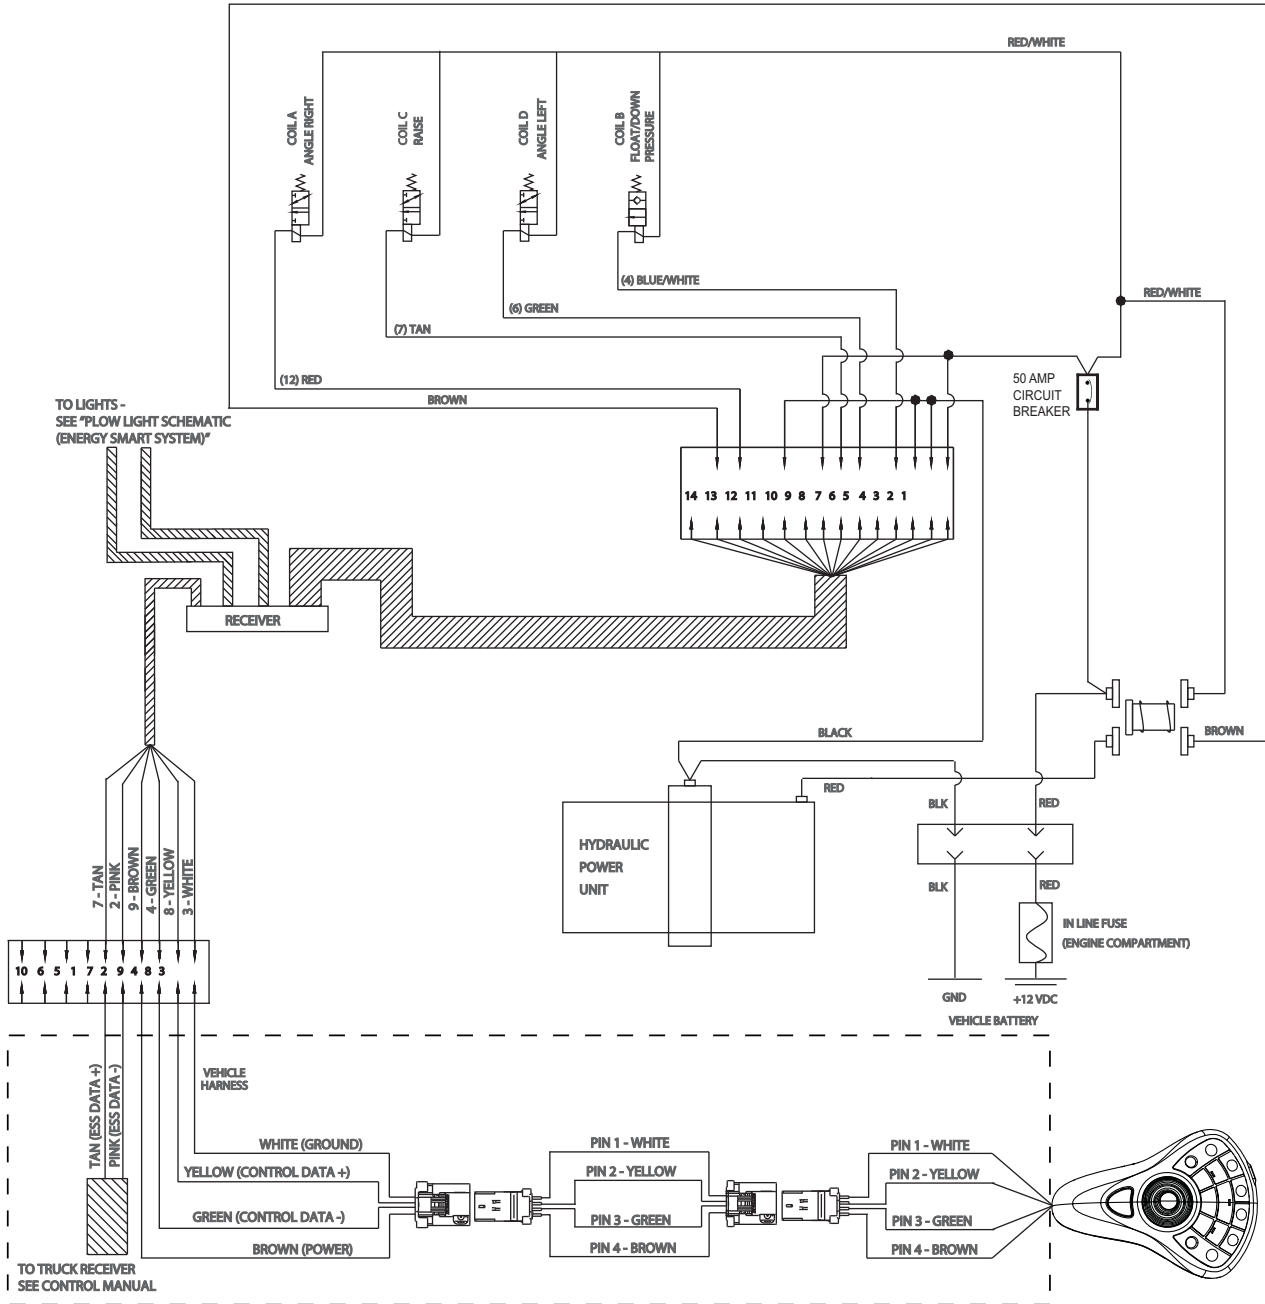 RED/WHITE
COIL A
ANGLE RIGHT
COIL C
RAISE
COIL D
ANGLE LEFT
COIL B
FLOAT/DOWN
PRESSURE
(4) BLUE/WHITE
RED/WHITE
(6) GREEN
(7) TAN
(12) RED
BROWN
50 AMP
CIRCUIT
BREAKER
TO LIGHTS -
SEE "PLOW LIGHT SCHEMATIC
(ENERGY SMART SYSTEM)"
14 13 12 11 10 9 8 7 6 5 4 3 2 1
RECEIVER
BLACK
BROWN
RED
BLK
RED
HYDRAULIC
POWER
UNIT
BLK
RED
IN LINE FUSE
(ENGINE COMPARTMENT)
GND
+12 VDC
VEHICLE BATTERY
7 - TAN
2 - PINK
9 - BROWN
4 - GREEN
8 - YELLOW
3 - WHITE
10 6 5 1 7 2 9 4 8 3
VEHICLE
HARNESS
TAN (ESS DATA +)
PINK (ESS DATA -)
WHITE (GROUND)
YELLOW (CONTROL DATA +)
GREEN (CONTROL DATA -)
BROWN (POWER)
PIN 1 - WHITE
PIN 2 - YELLOW
PIN 3 - GREEN
PIN 4 - BROWN
PIN 1 - WHITE
PIN 2 - YELLOW
PIN 3 - GREEN
PIN 4 - BROWN
TO TRUCK RECEIVER
SEE CONTROL MANUAL